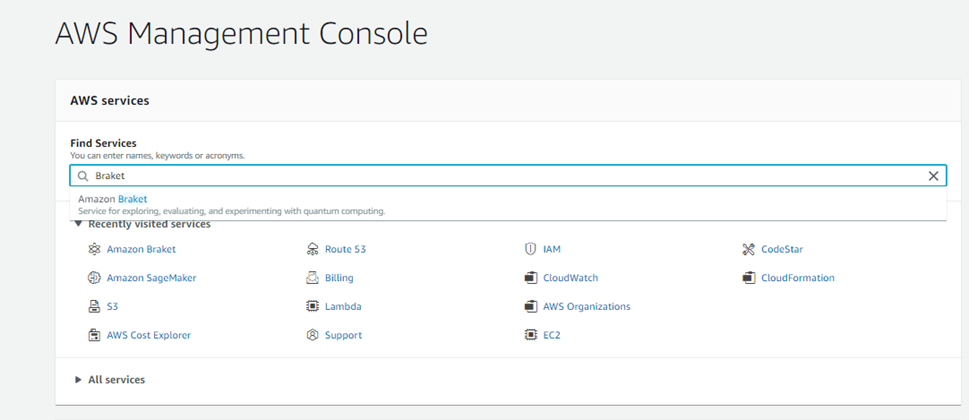 AWS Management Console
AWS services
Find Services
You can enter names, keywords or acronyms.
Braket
Amazon Braket
Service for exploring, evaluating, and experimenting with quantum computing.
Recently visited services
Amazon Braket
Route 53
IAM
CodeStar
Amazon SageMaker
Billing
CloudWatch
CloudFormation
S3
Lambda
AWS Organizations
AWS Cost Explorer
Support
EC2
All services